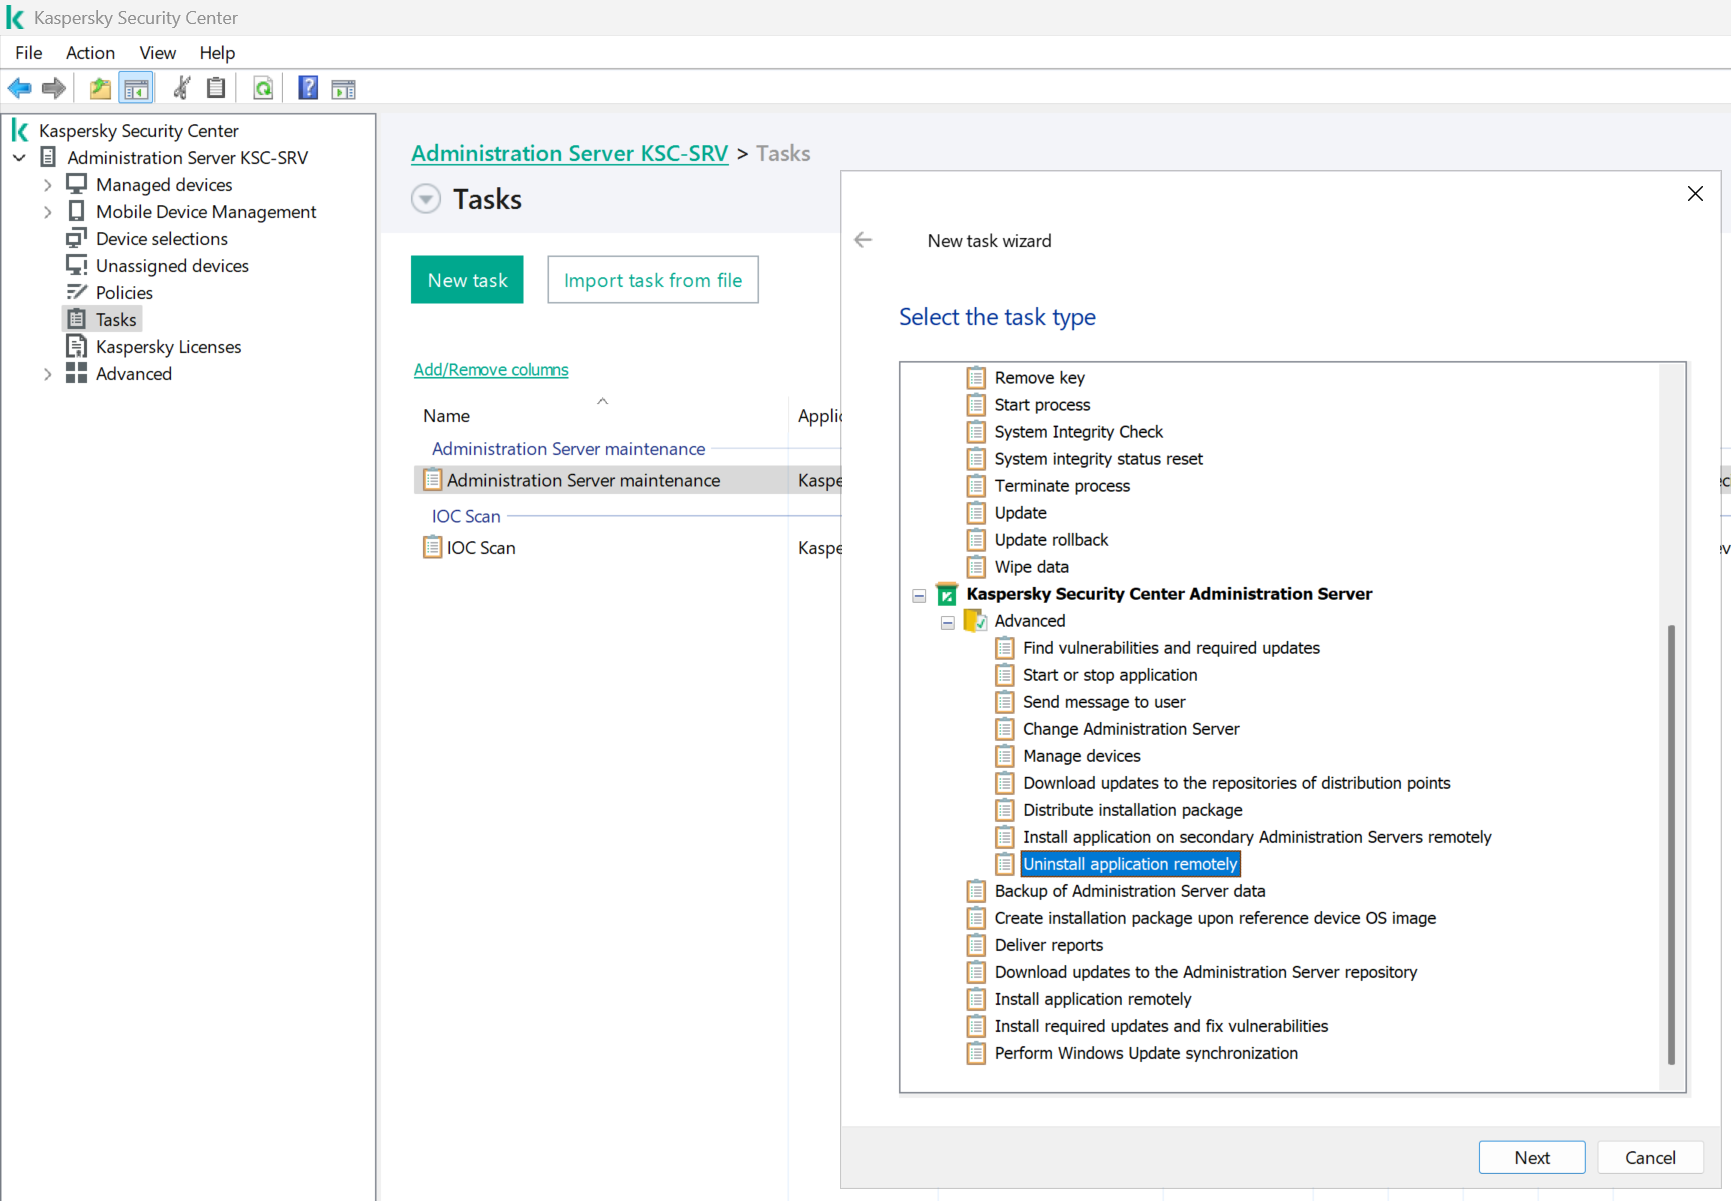 Kaspersky Security Center
File Action View Help
Kaspersky Security Center
Administration Server KSC-SRV
Managed devices
Mobile Device Management
Device selections
Unassigned devices
Policies
Tasks
Kaspersky Licenses
Advanced
Administration Server KSC-SRV > Tasks
Tasks
New task
Import task from file
Add/Remove columns
Name
Administration Server maintenance
Administration Server maintenance
IOC Scan
IOC Scan
New task wizard
Select the task type
Remove key
Start process
System Integrity Check
System integrity status reset
Terminate process
Update
Update rollback
Wipe data
Kaspersky Security Center Administration Server
Advanced
Find vulnerabilities and required updates
Start or stop application
Send message to user
Change Administration Server
Manage devices
Download updates to the repositories of distribution points
Distribute installation package
Install application on secondary Administration Servers remotely
Uninstall application remotely
Backup of Administration Server data
Create installation package upon reference device OS image
Deliver reports
Download updates to the Administration Server repository
Install application remotely
Install required updates and fix vulnerabilities
Perform Windows Update synchronization
Next
Cancel